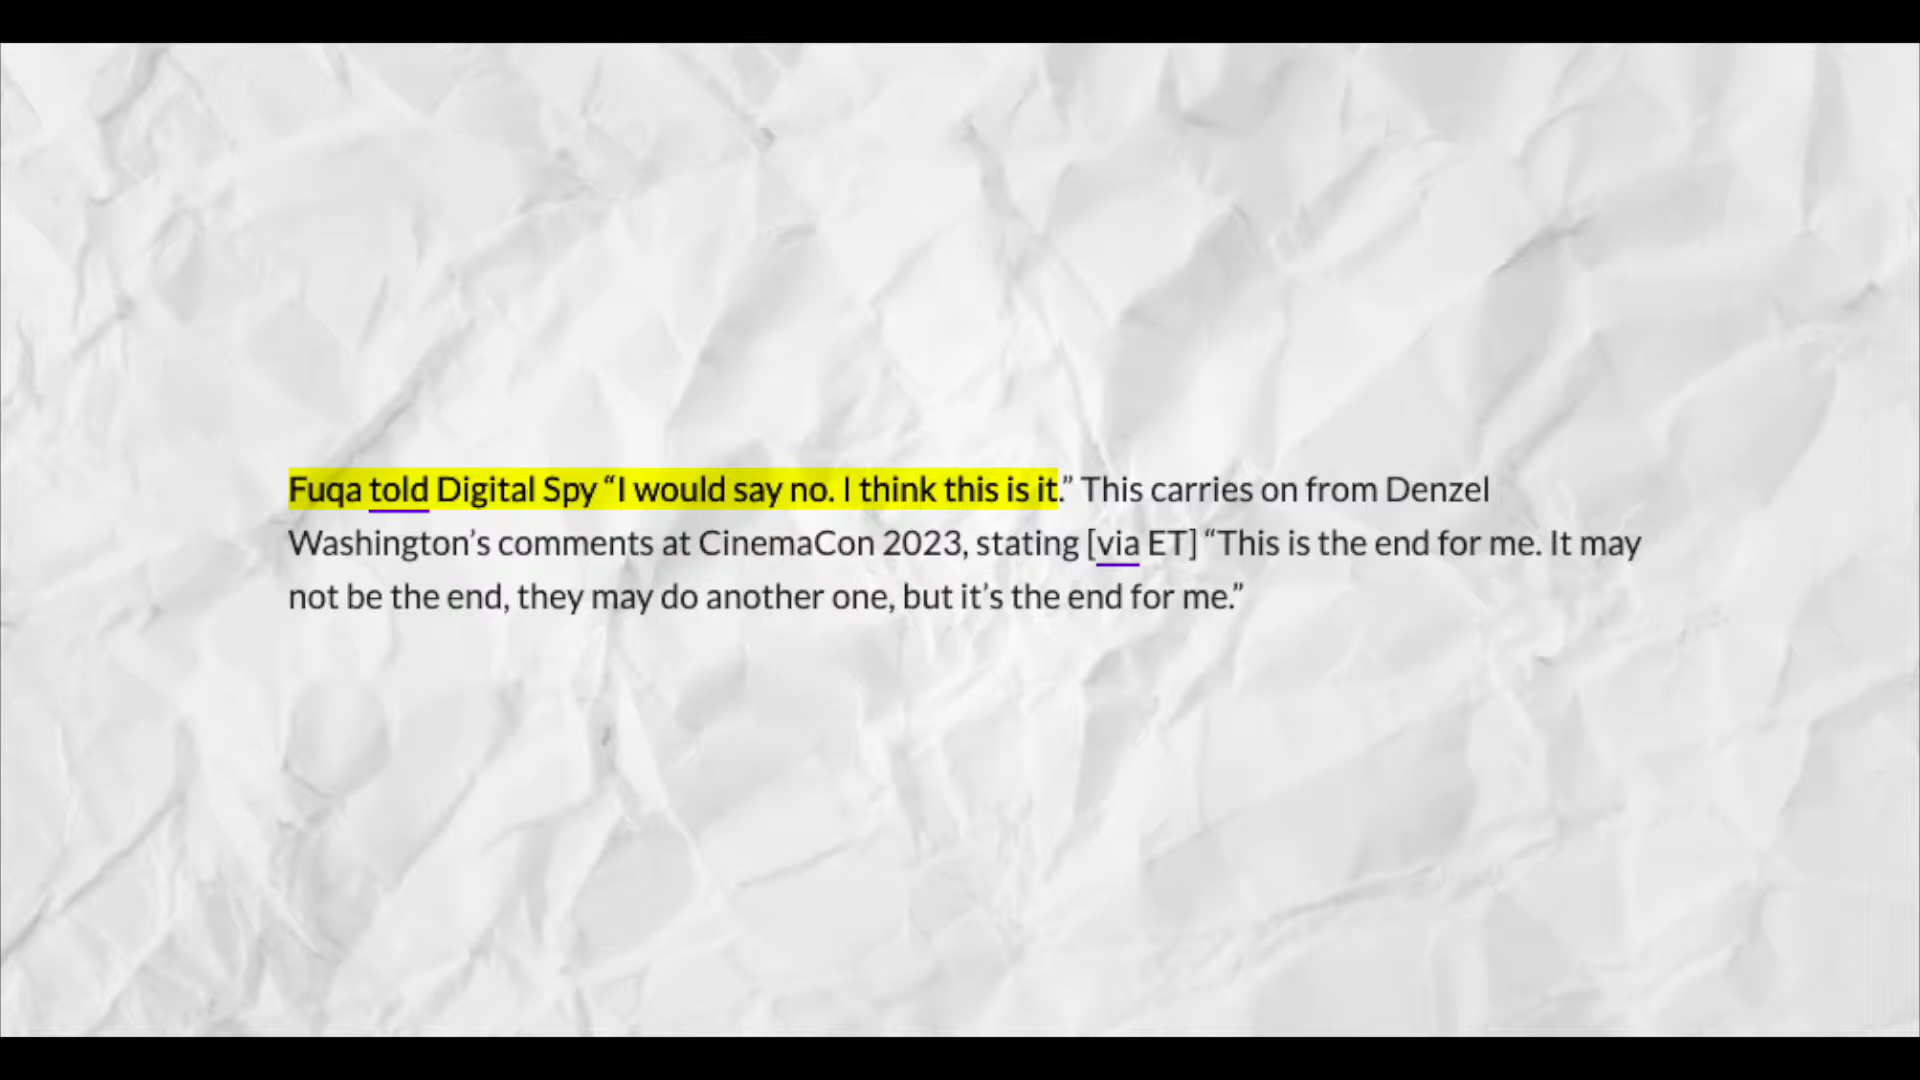 Fuqa told Digital Spy “I would say no. I think this is it.” This carries on from Denzel
Washington’s comments at CinemaCon 2023, stating [via ET] “This is the end for me. It may
not be the end, they may do another one, but it’s the end for me.”